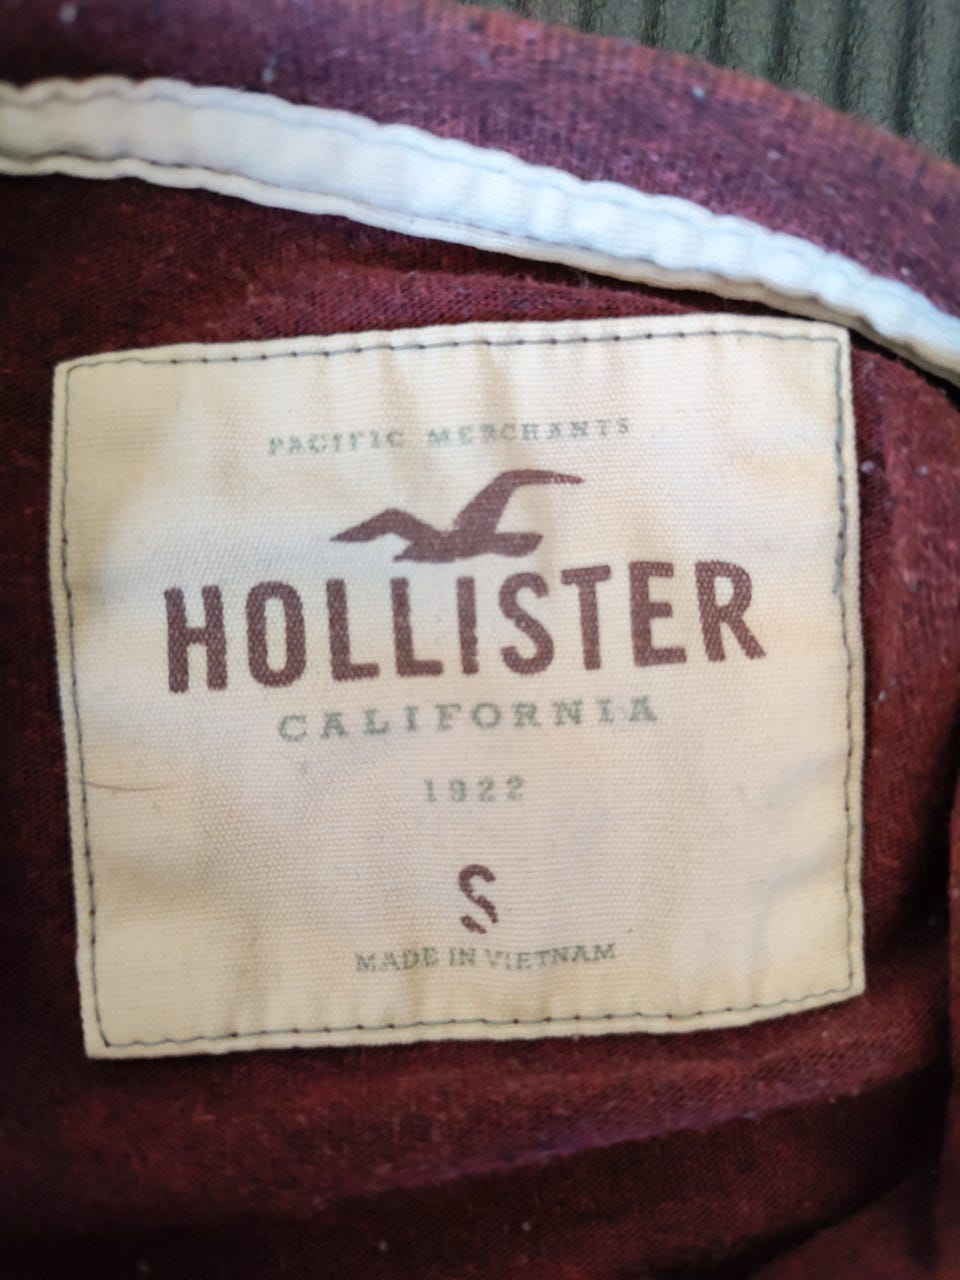 PACIFIC MERCHANTS
HOLLISTER
CALIFORNIA
1922
S
MADE IN VIETNAM